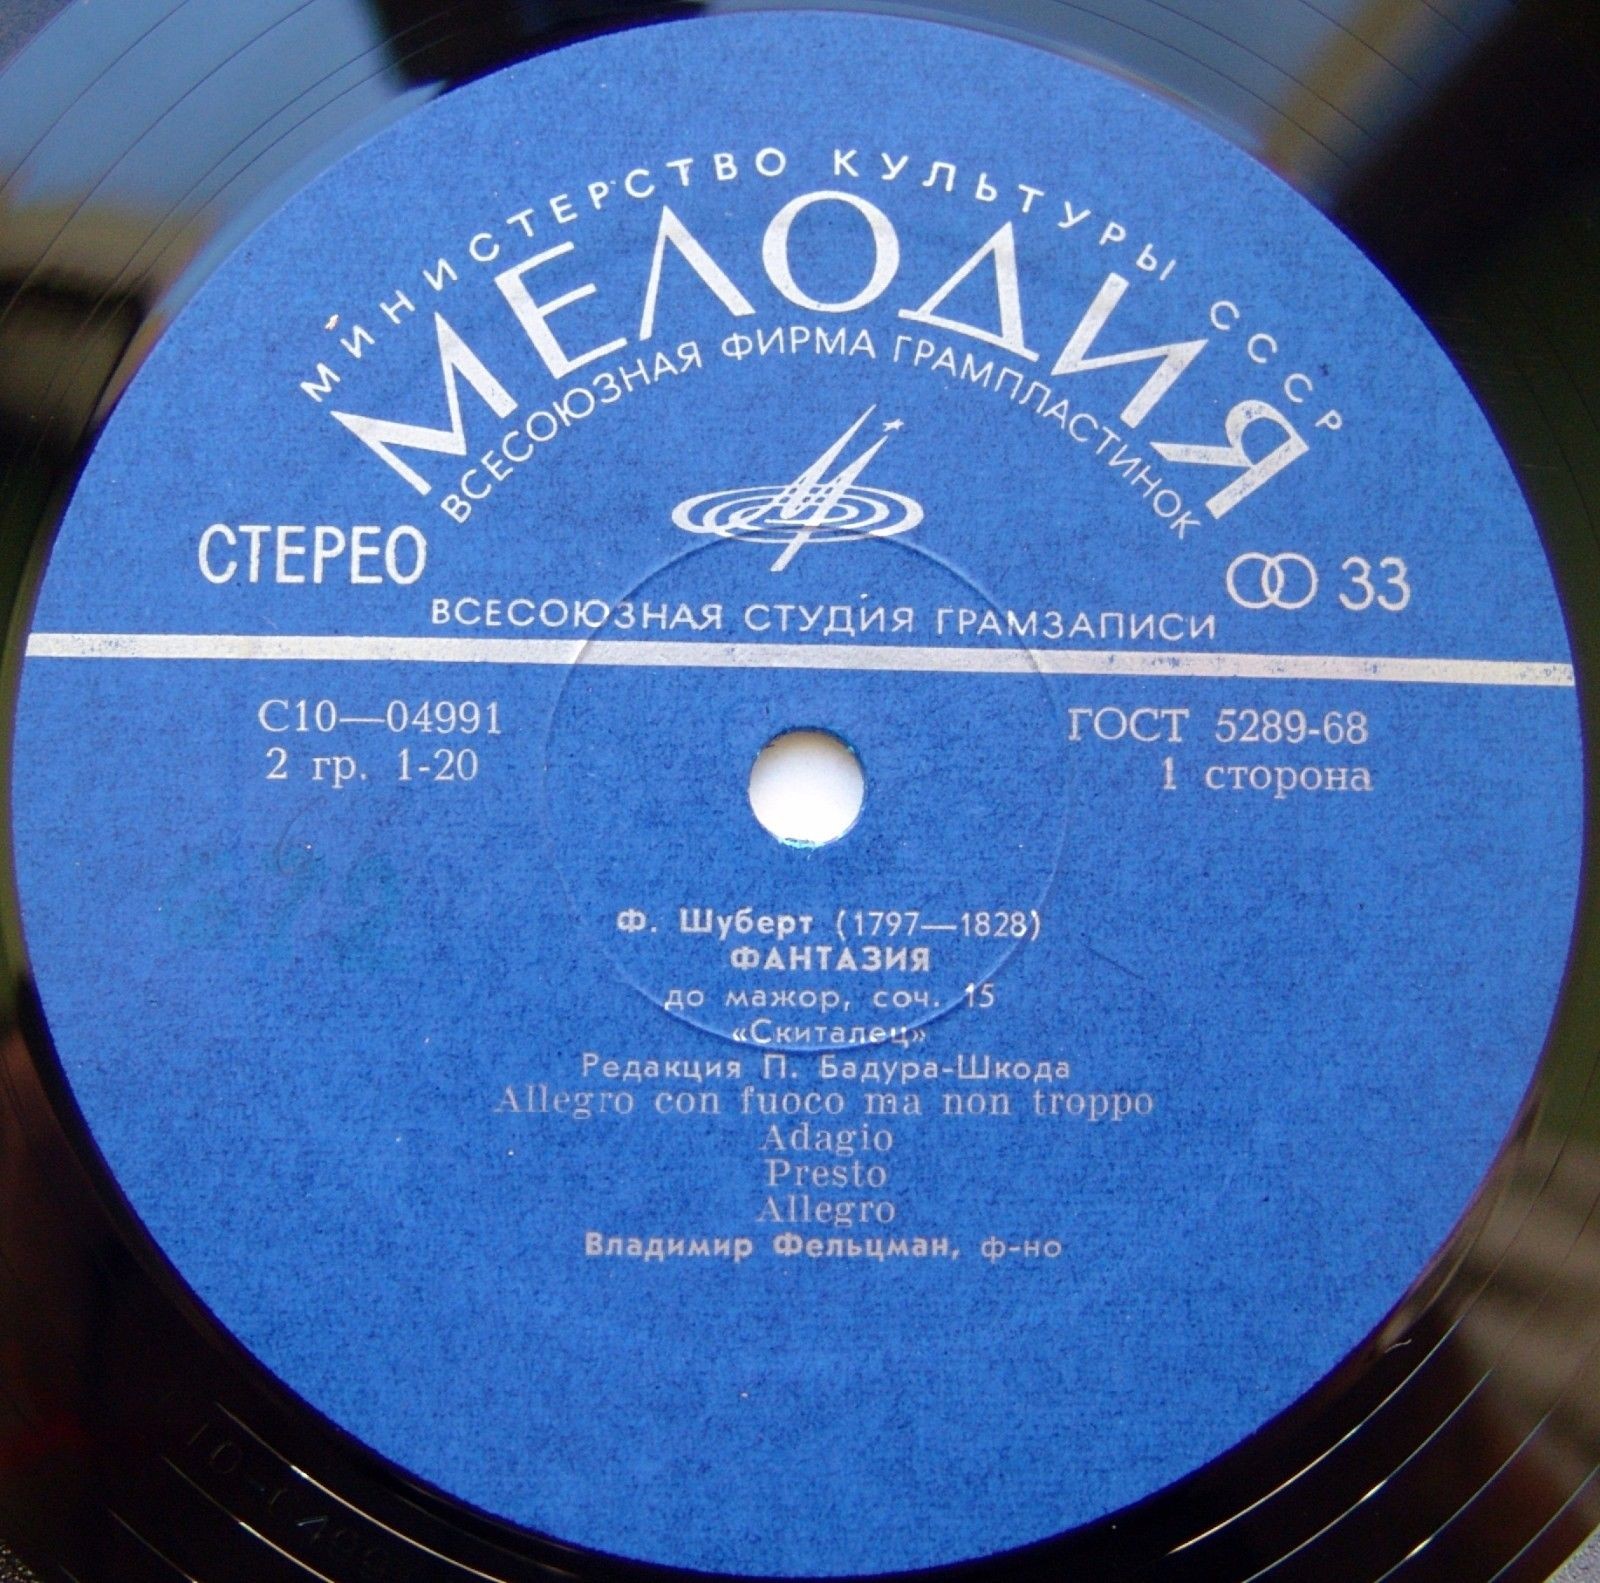 МИНИСТЕРСТВО КУЛЬТУРЫ СССР
МЕЛОДИЯ
ВСЕСОЮЗНАЯ ФИРМА ГРАМПЛАСТИНОК
СТЕРЕО
33
ВСЕСОЮЗНАЯ СТУДИЯ ГРАМЗАПИСИ
С10—04991
ГОСТ 5289-68
2 гр. 1-20
1 сторона
Ф. Шуберт (1797—1828)
ФАНТАЗИЯ
до мажор, соч. 15
«Скиталец»
Редакция П. Бадура-Шкода
Allegro con fuoco ma non troppo
Adagio
Presto
Allegro
Владимир Фельцман, ф-но